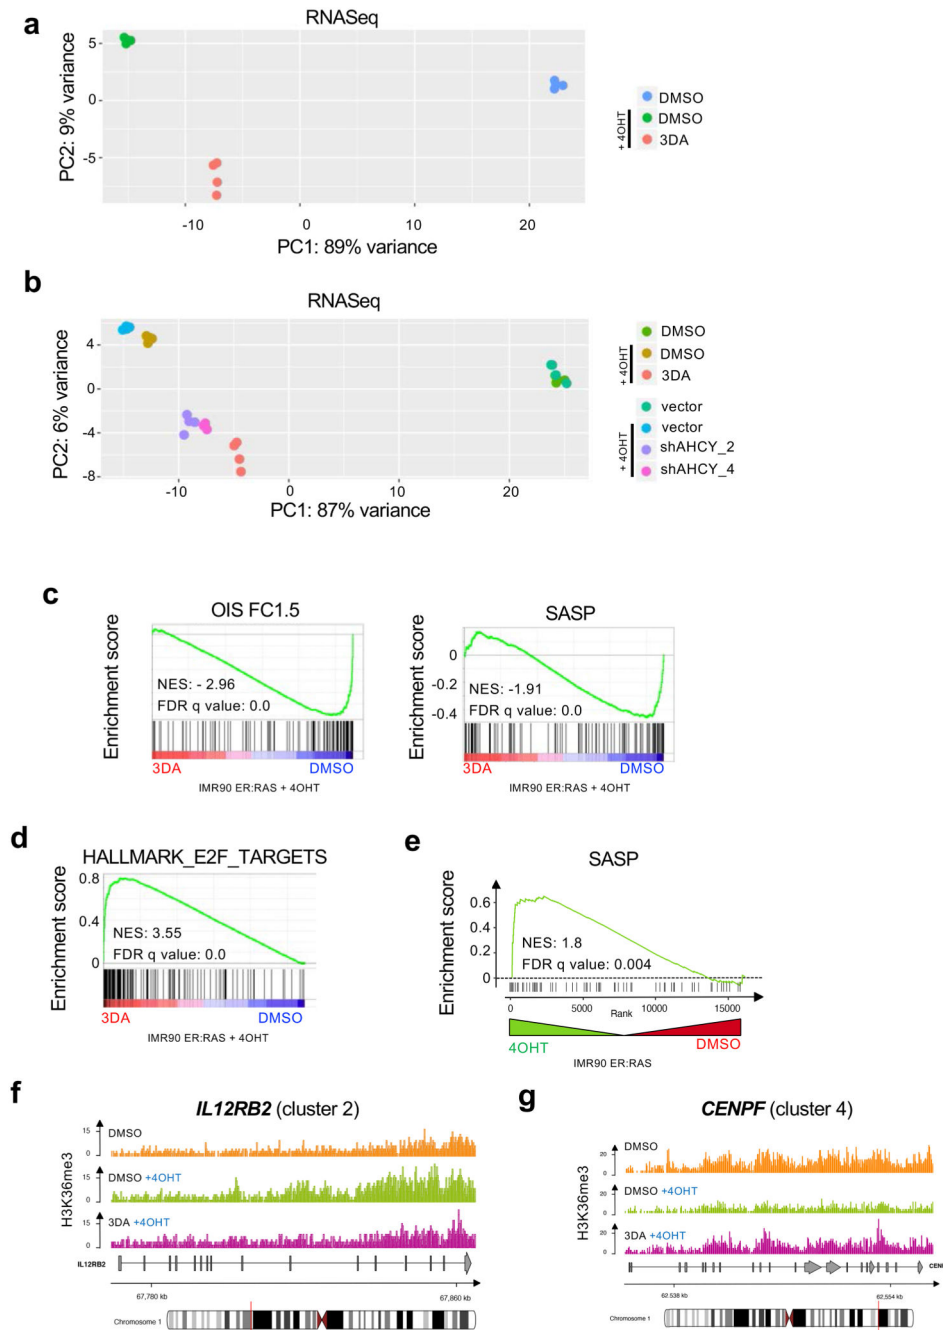 a
RNASeq
PC2: 9% variance
5
0
-5
-10
0
10
20
PC1: 89% variance
DMSO
DMSO
3DA
+ 4OHT
b
RNASeq
PC2: 6% variance
4
0
-4
-8
-10
0
10
20
PC1: 87% variance
DMSO
DMSO
3DA
+ 4OHT
vector
vector
shAHCY_2
shAHCY_4
+ 4OHT
c
OIS FC1.5
Enrichment score
NES: - 2.96
FDR q value: 0.0
3DA
DMSO
IMR90 ER:RAS + 4OHT
SASP
Enrichment score
0
-0.2
-0.4
NES: -1.91
FDR q value: 0.0
3DA
DMSO
IMR90 ER:RAS + 4OHT
d
HALLMARK_E2F_TARGETS
Enrichment score
0.8
0.4
0
NES: 3.55
FDR q value: 0.0
3DA
DMSO
IMR90 ER:RAS + 4OHT
e
SASP
Enrichment score
0.6
0.4
0.2
0
NES: 1.8
FDR q value: 0.004
0
5000
10000
15000
Rank
4OHT
DMSO
IMR90 ER:RAS
f
IL12RB2 (cluster 2)
H3K36me3
15
0
DMSO
15
0
DMSO +4OHT
15
0
3DA +4OHT
IL12RB2
67,780 kb
67,860 kb
Chromosome 1
g
CENPF (cluster 4)
H3K36me3
20
0
DMSO
20
0
DMSO +4OHT
20
0
3DA +4OHT
CENI
62.538 kb
62.554 kb
Chromosome 1